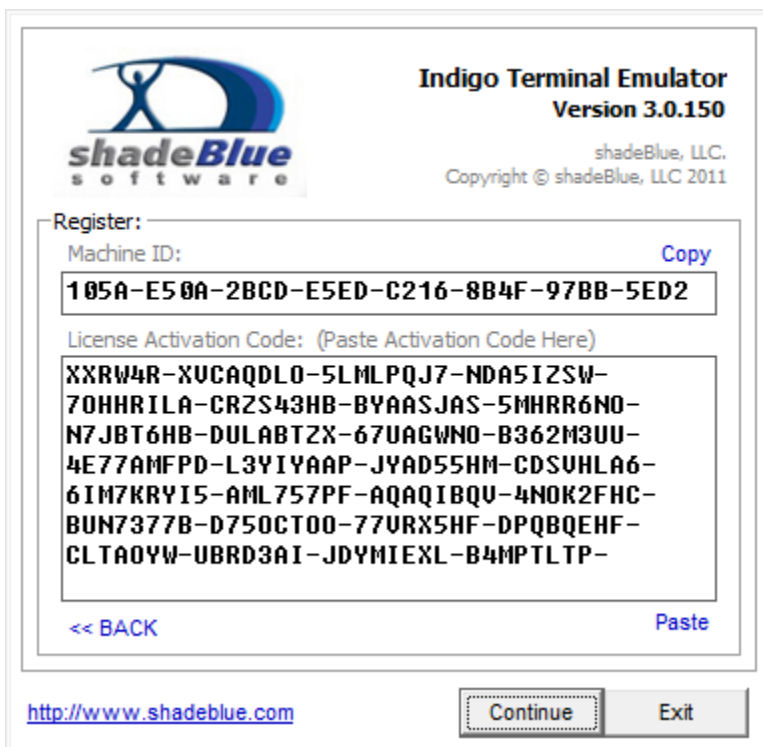 shadeBlue
software
Indigo Terminal Emulator
Version 3.0.150
shadeBlue, LLC.
Copyright © shadeBlue, LLC 2011
Register:
Machine ID:
Copy
105A-E50A-2BCD-E5ED-C216-8B4F-97BB-5ED2
License Activation Code: (Paste Activation Code Here)
XXRW4R-XVCAQDLO-5LMLPQJ7-NDA5IZSW-
7OHHRILA-CRZS43HB-BYAASJAS-5MHRR6NO-
N7JBT6HB-DULABTZX-67UAGWNO-B362M3UU-
4E77AMFPD-L3YIYAAP-JYAD55HM-CDSVHLA6-
6IM7KRYI5-AML757PF-AQAQIBQV-4NOK2FHC-
BUN7377B-D75OCTOO-77VRX5HF-DPQBQEHF-
CLTAOYW-UBRD3AI-JDYMIEXL-B4MPTLTP-
<< BACK
Paste
http://www.shadeblue.com
Continue
Exit